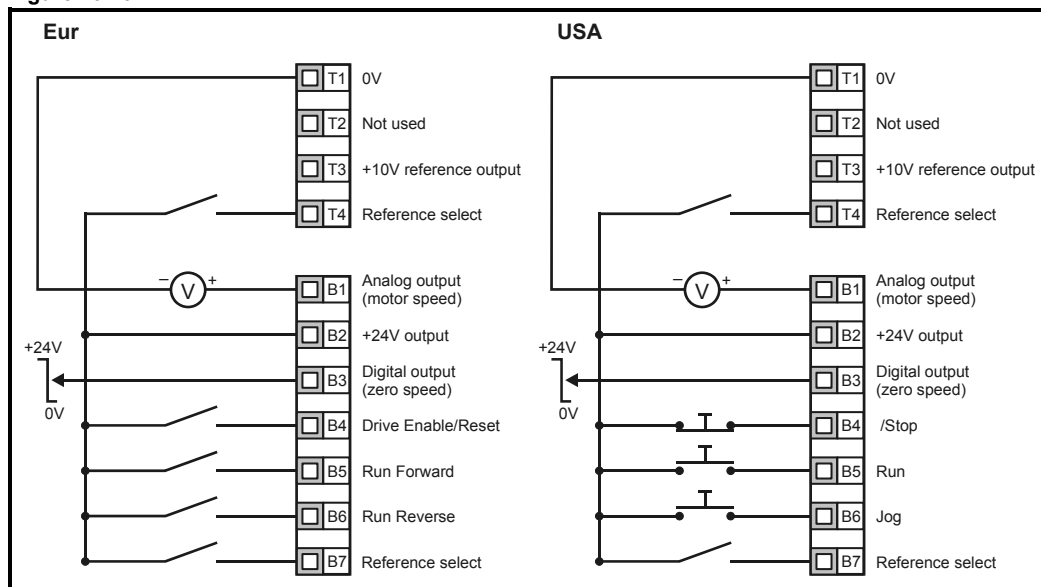 Eur
T1 0V
T2 Not used
T3 +10V reference output
T4 Reference select
– V +
B1 Analog output
(motor speed)
B2 +24V output
+24V
B3 Digital output
(zero speed)
0V
B4 Drive Enable/Reset
B5 Run Forward
B6 Run Reverse
B7 Reference select
USA
T1 0V
T2 Not used
T3 +10V reference output
T4 Reference select
– V +
B1 Analog output
(motor speed)
B2 +24V output
+24V
B3 Digital output
(zero speed)
0V
B4 /Stop
B5 Run
B6 Jog
B7 Reference select